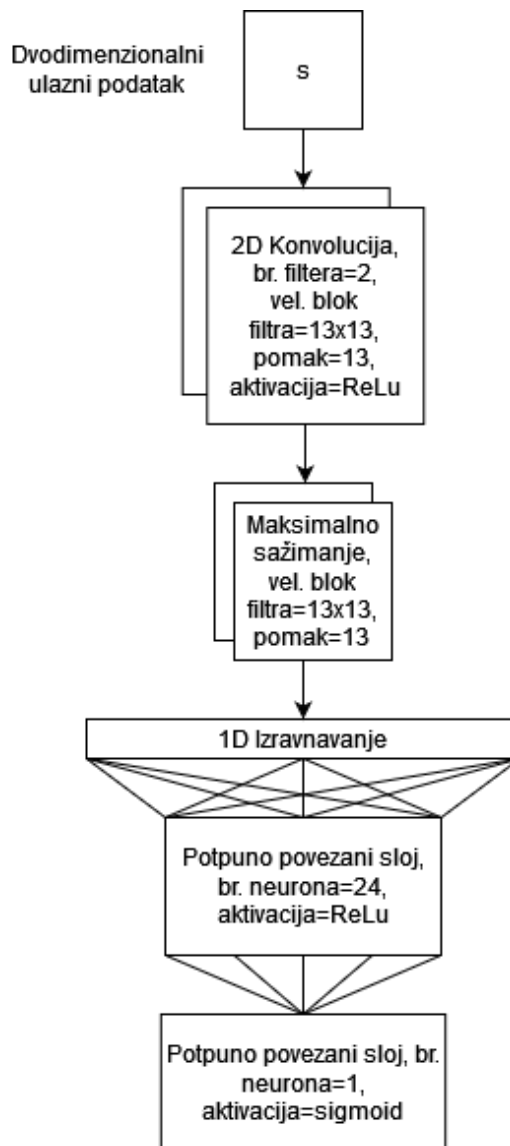 Dvodimenzionalni
ulazni podatak
s
2D Konvolucija,
br. filtera=2,
vel. blok
filtra=13x13,
pomak=13,
aktivacija=ReLu
Maksimalno
sažimanje,
vel. blok
filtra=13x13,
pomak=13
1D Izravnavanje
Potpuno povezani sloj,
br. neurona=24,
aktivacija=ReLu
Potpuno povezani sloj, br.
neurona=1,
aktivacija=sigmoid